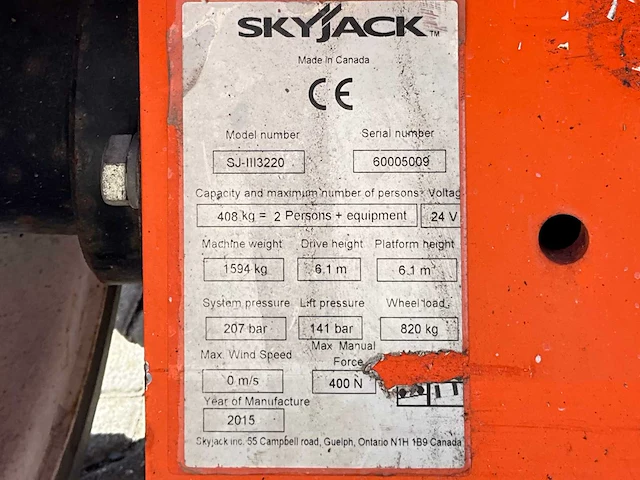 SKYJACK™
Made In Canada
CE
Model number Serial number
SJ-III3220 60005009
Capacity and maximum number of persons Voltag
408 kg = 2 Persons + equipment 24 V
Machine weight Drive height Platform height
1594 kg 6.1 m 6.1 m
System pressure Lift pressure Wheel load
207 bar 141 bar 820 kg
Max. Wind Speed Max. Manual Force
0 m/s 400 N
Year of Manufacture
2015
Skyjack inc. 55 Campbell road, Guelph, Ontario N1H 1B9 Canada